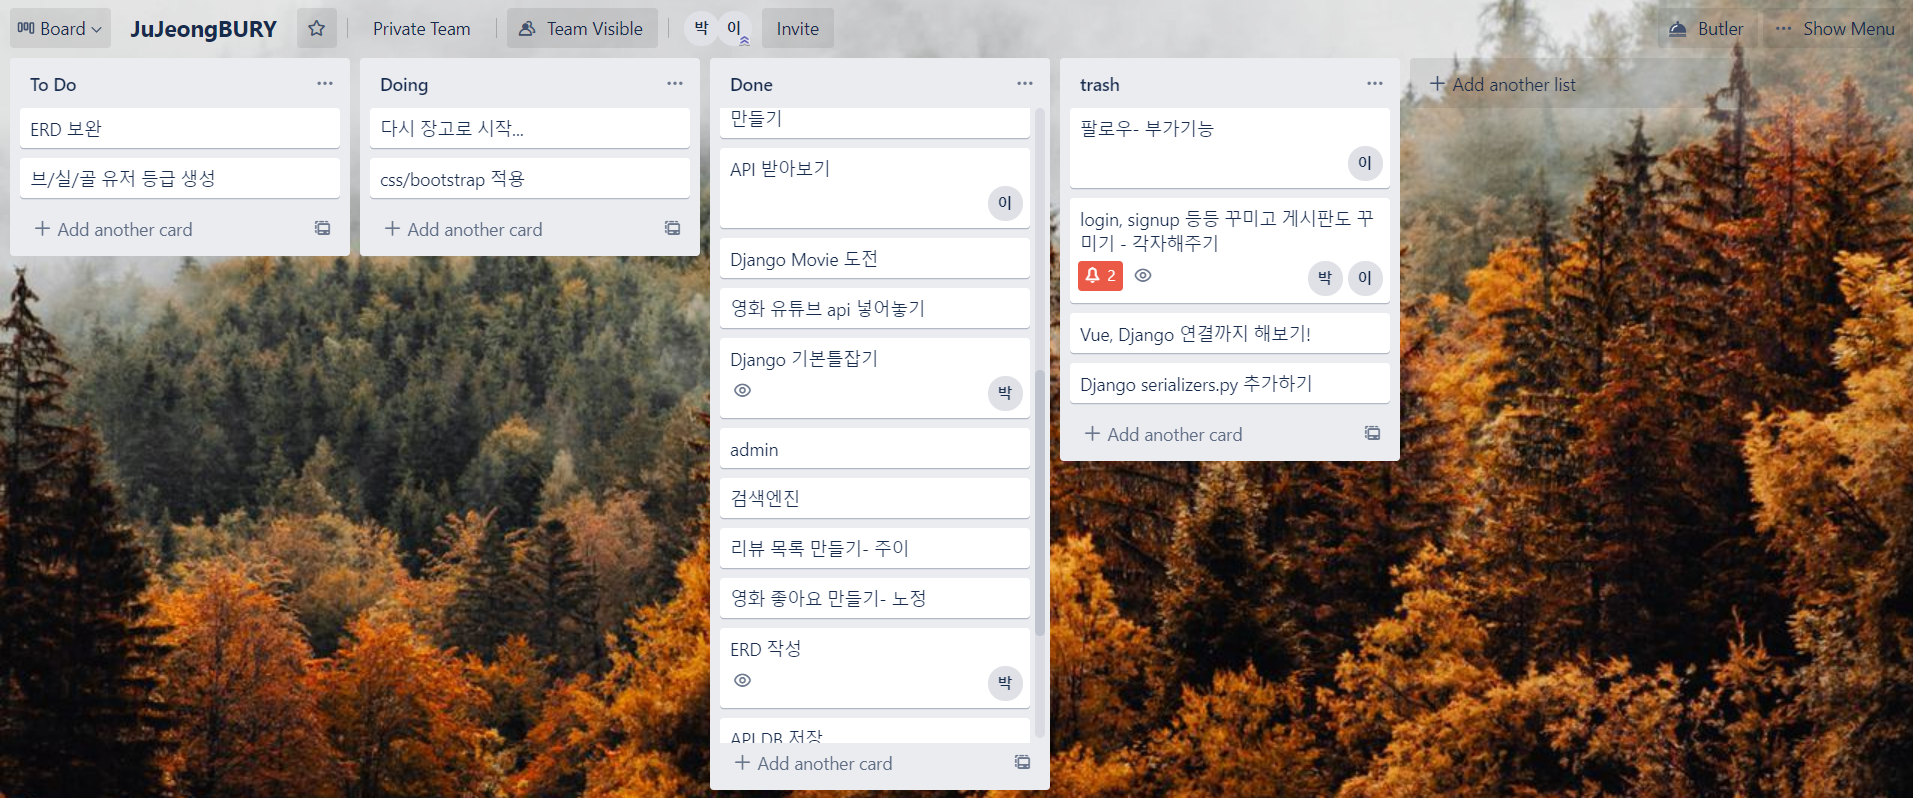 Board
JuJeongBURY
Private Team
Team Visible
박
이
Invite
Butler
Show Menu
To Do
ERD 보완
브/실/골 유저 등급 생성
Add another card
Doing
다시 장고로 시작...
css/bootstrap 적용
Add another card
Done
만들기
API 받아보기
이
Django Movie 도전
영화 유튜브 api 넣어놓기
Django 기본틀잡기
박
admin
검색엔진
리뷰 목록 만들기- 주이
영화 좋아요 만들기- 노정
ERD 작성
박
API DB 저장
Add another card
trash
팔로우- 부가기능
이
login, signup 등등 꾸미고 게시판도 꾸
미기 - 각자해주기
2
박
이
Vue, Django 연결까지 해보기!
Django serializers.py 추가하기
Add another card
Add another list